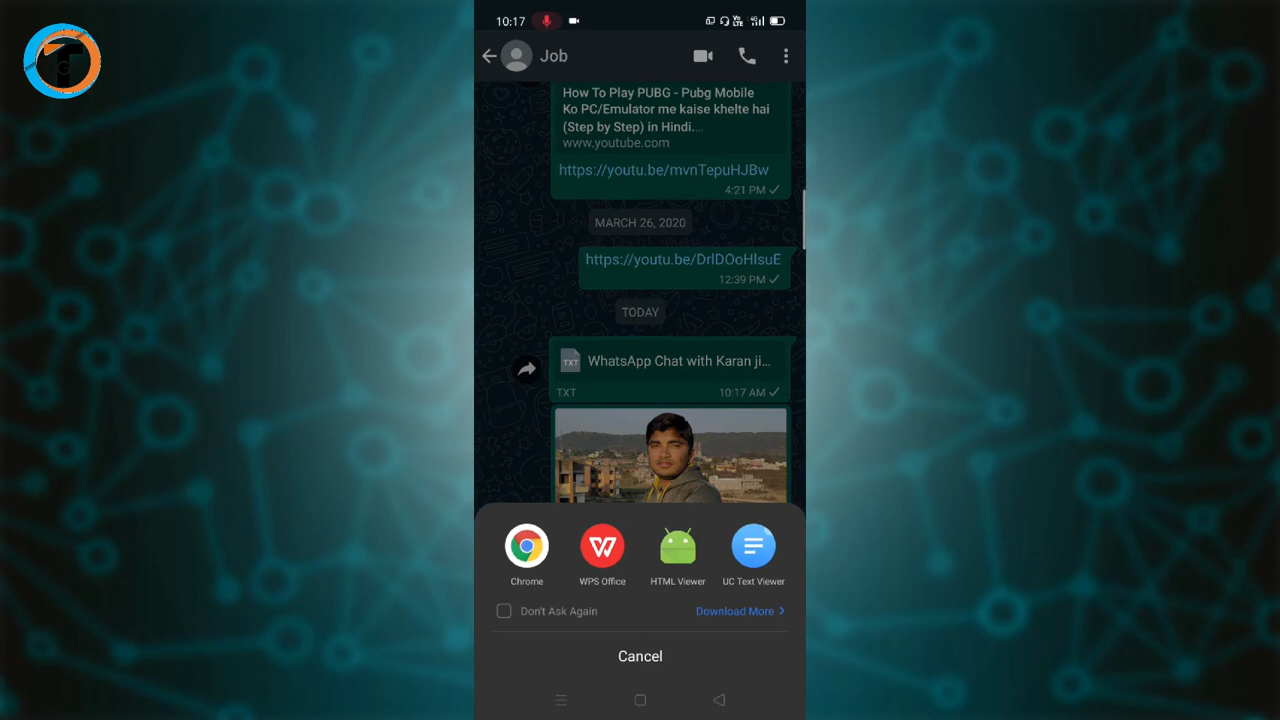 10:17
Job
How To Play PUBG - Pubg Mobile
Ko PC/Emulator me kaise khelte hai
(Step by Step) in Hindi....
www.youtube.com
https://youtu.be/mvnTepuHJBw
4:21 PM
MARCH 26, 2020
https://youtu.be/DrlDOoHlsuE
12:39 PM
TODAY
TXT
WhatsApp Chat with Karan ji...
TXT
10:17 AM
Chrome
WPS Office
HTML Viewer
UC Text Viewer
Don't Ask Again
Download More >
Cancel